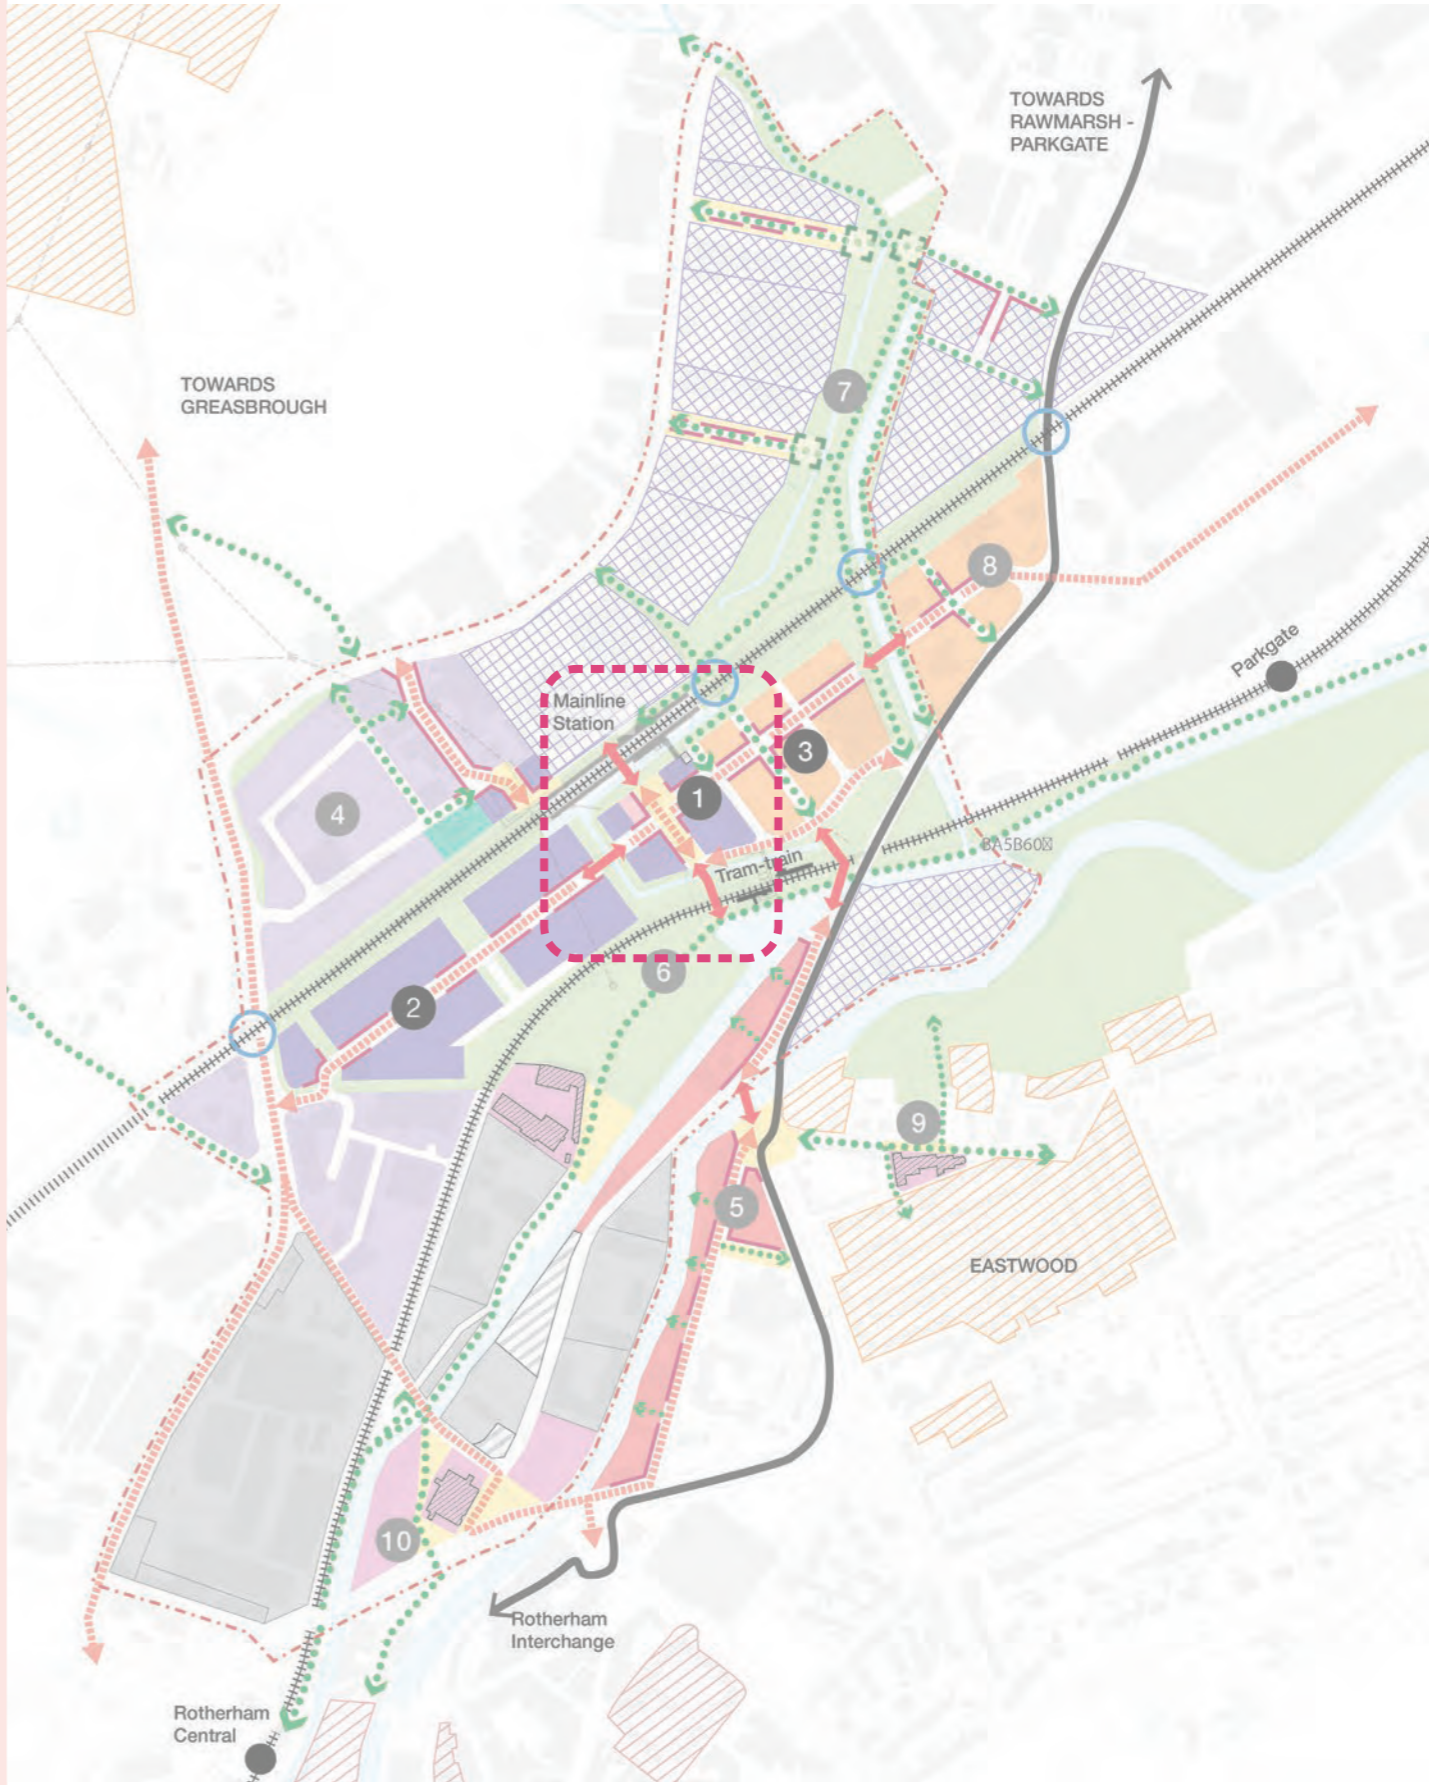 TOWARDS
RAWMARSH -
PARKGATE
TOWARDS
GREASBROUGH
7
8
Parkgate
Mainline
Station
3
1
4
BA5B60
Tram-train
6
2
9
5
EASTWOOD
10
Rotherham
Interchange
Rotherham
Central